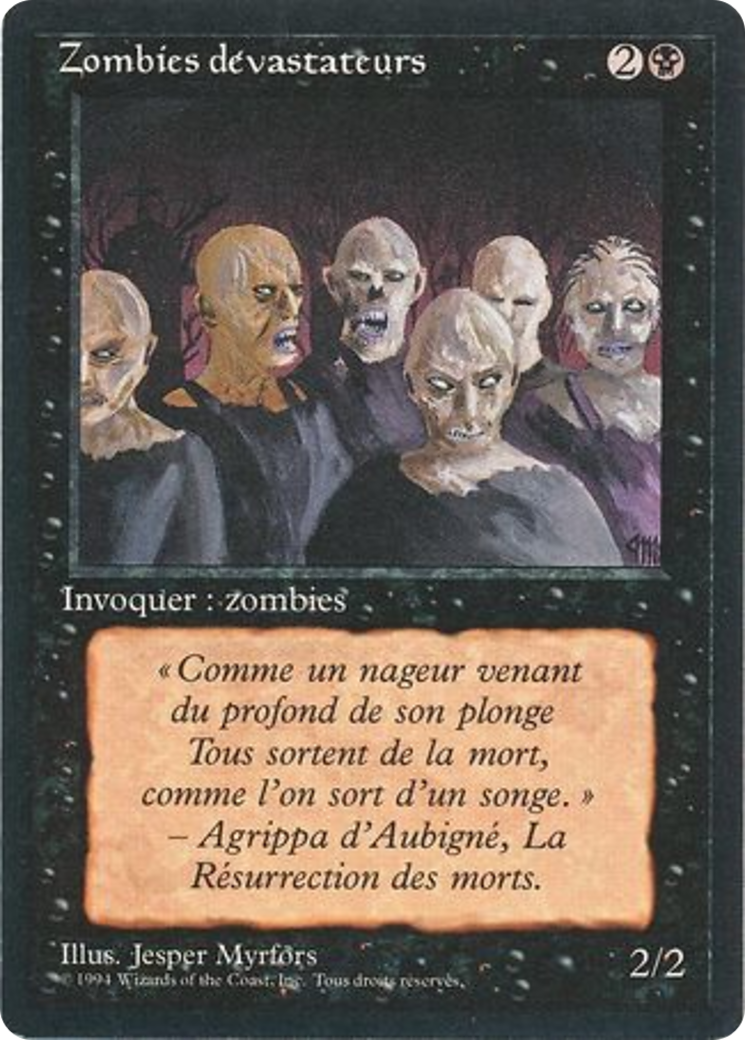 Zombies dévastateurs 2
Invoquer : zombies
« Comme un nageur venant
du profond de son plonge
Tous sortent de la mort,
comme l'on sort d'un songe. »
– Agrippa d'Aubigné, La
Résurrection des morts.
Illus. Jesper Myrfors
© 1994 Wizards of the Coast, Inc. Tous droits réservés.
2/2